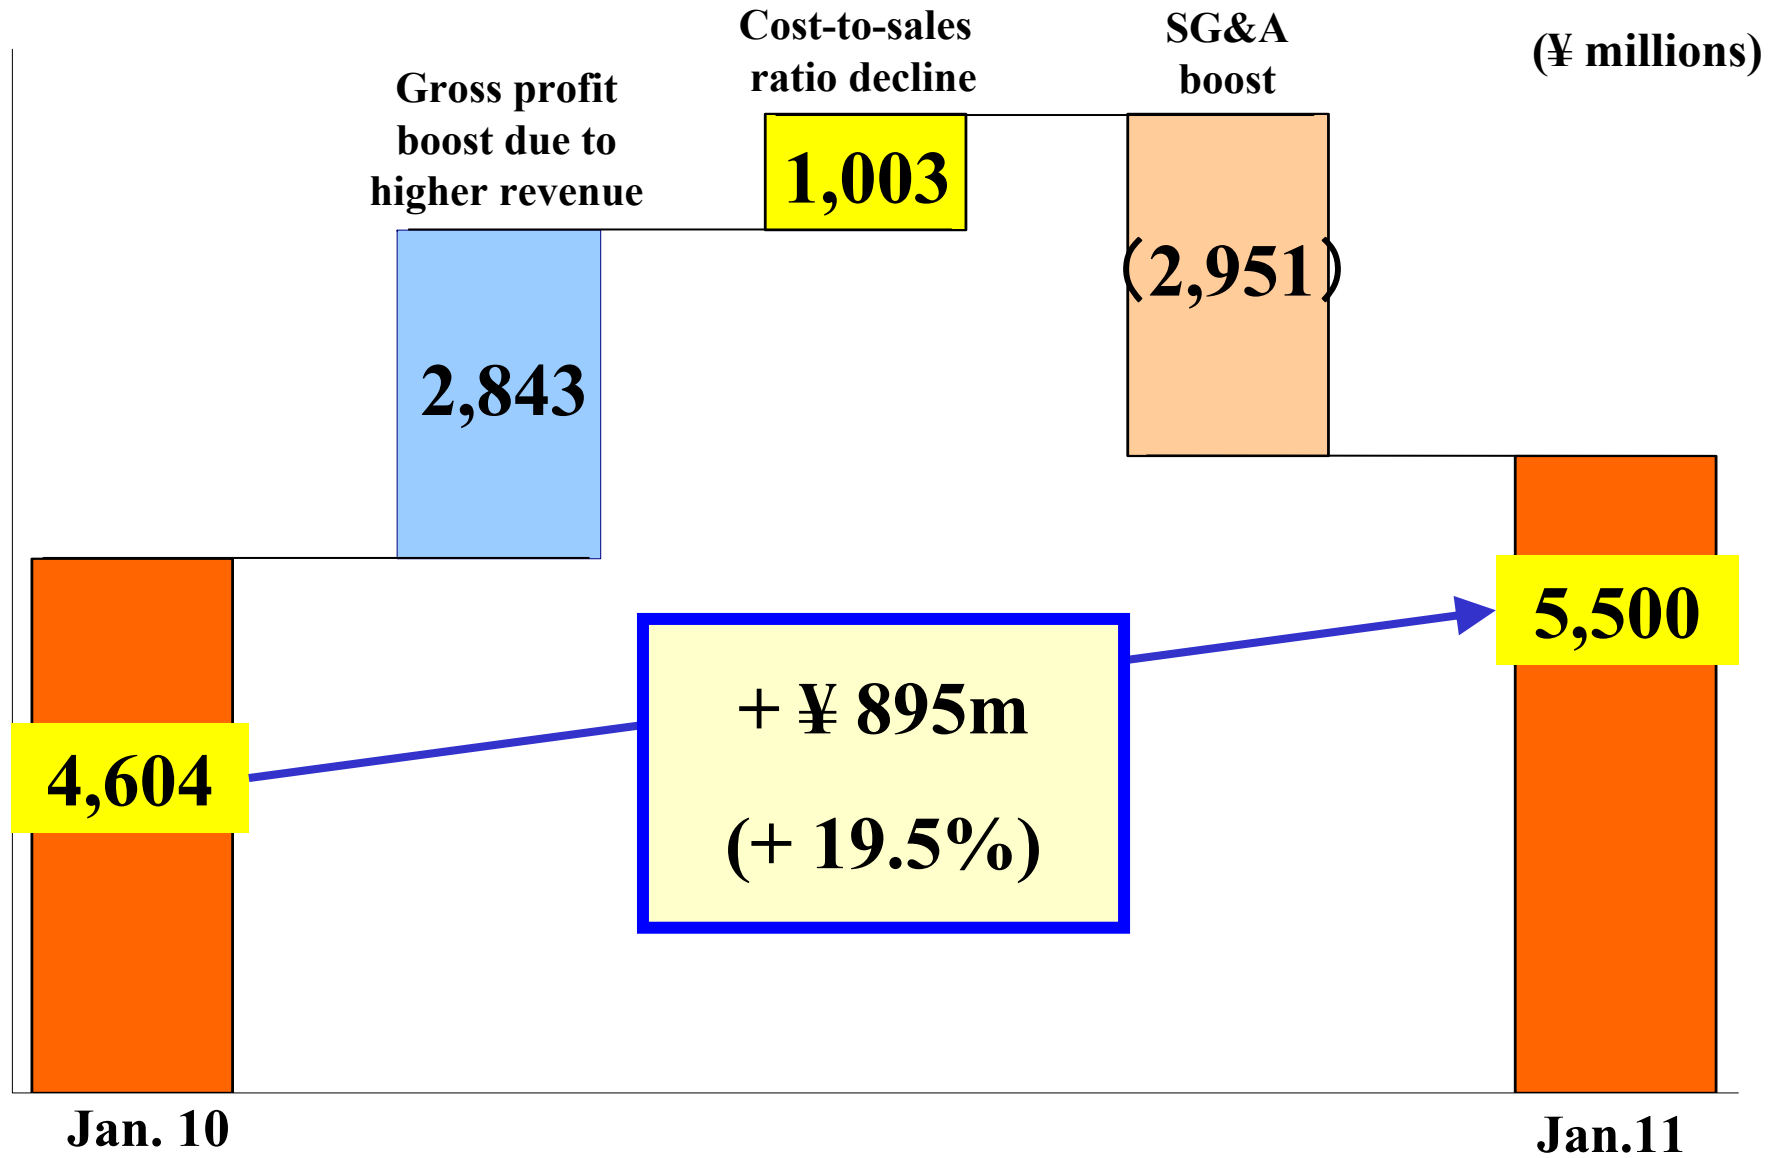 (¥ millions)
Gross profit
boost due to
higher revenue
Cost-to-sales
ratio decline
SG&A
boost
2,843
1,003
(2,951)
4,604
+ ¥ 895m
(+ 19.5%)
5,500
Jan. 10
Jan.11